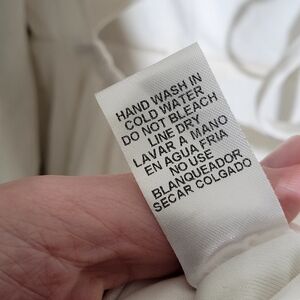 HAND WASH IN
COLD WATER
DO NOT BLEACH
LINE DRY
LAVAR A MANO
EN AGUA FRIA
NO USE
BLANQUEADOR
SECAR COLGADO